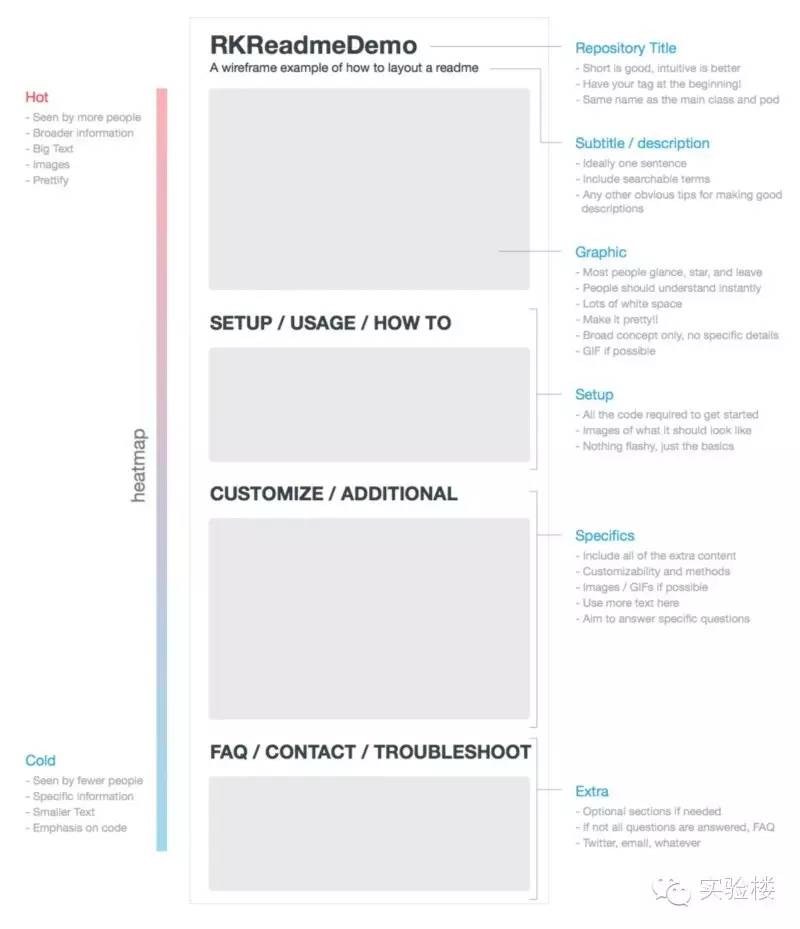 RKReadmeDemo
A wireframe example of how to layout a readme
Hot
- Seen by more people
- Broader information
- Big Text
- Images
- Prettify
heatmap
Cold
- Seen by fewer people
- Specific information
- Smaller Text
- Emphasis on code
SETUP / USAGE / HOW TO
CUSTOMIZE / ADDITIONAL
FAQ / CONTACT / TROUBLESHOOT
Repository Title
- Short is good, intuitive is better
- Have your tag at the beginning!
- Same name as the main class and pod
Subtitle / description
- Ideally one sentence
- Include searchable terms
- Any other obvious tips for making good
descriptions
Graphic
- Most people glance, star, and leave
- People should understand instantly
- Lots of white space
- Make it pretty!!
- Broad concept only, no specific details
- GIF if possible
Setup
- All the code required to get started
- Images of what it should look like
- Nothing flashy, just the basics
Specifics
- Include all of the extra content
- Customizability and methods
- Images / GIFs if possible
- Use more text here
- Aim to answer specific questions
Extra
- Optional sections if needed
- If not all questions are answered, FAQ
- Twitter, email, whatever
实验楼